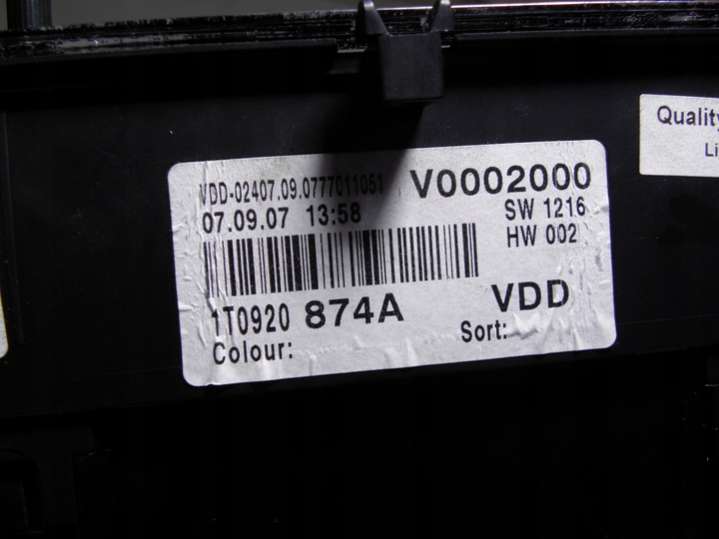 VDD-02407.09.0777011051 V0002000
07.09.07 13:58 SW 1216
HW 002
1T0920 874A VDD
Colour: Sort:
Quality
Li